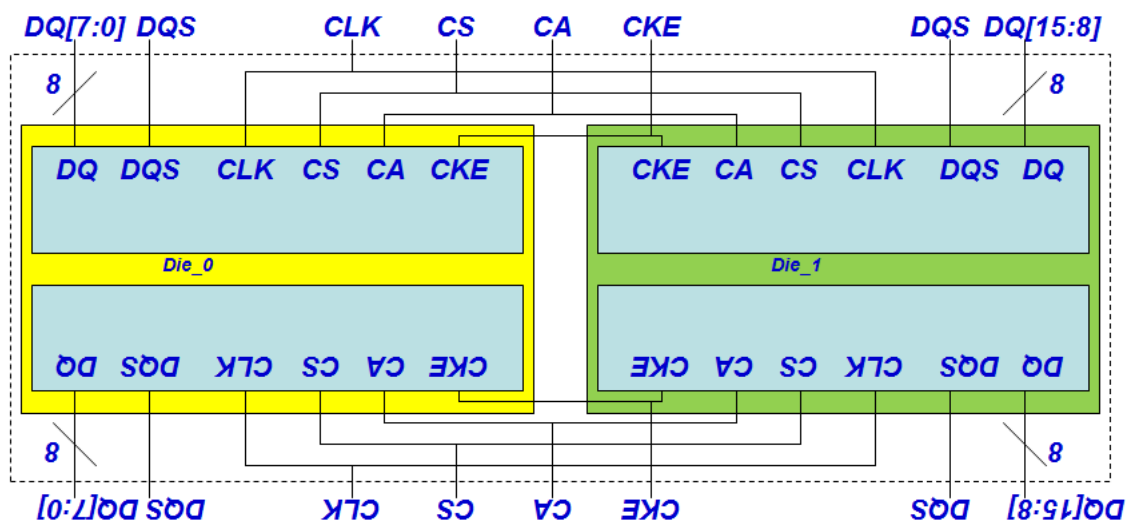 DQ[7:0] DQS CLK CS CA CKE DQS DQ[15:8]
8 8
DQ DQS CLK CS CA CKE CKE CA CS CLK DQS DQ
Die_0 Die_1
DQ DQS CLK CS CA CKE CKE CA CS CLK DQS DQ
8 8
DQ[7:0] DQS CLK CS CA CKE DQS DQ[15:8]